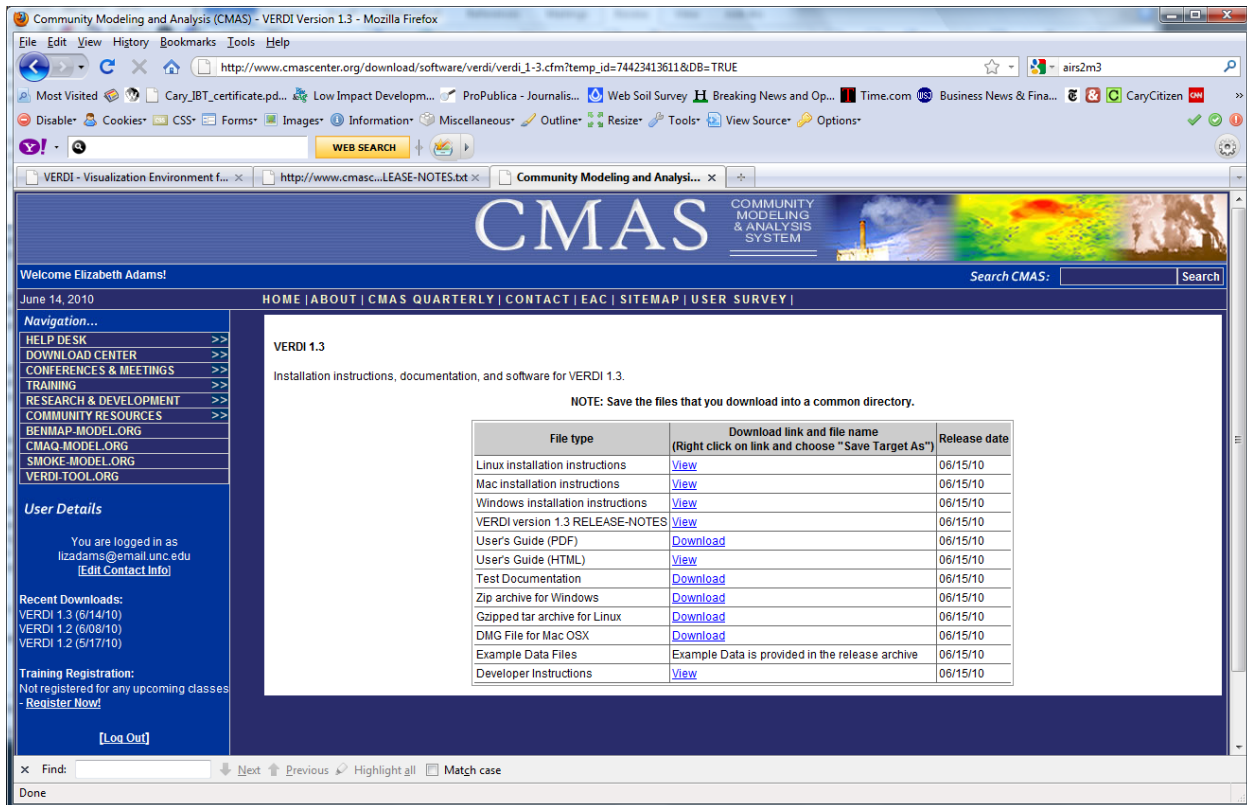 Community Modeling and Analysis (CMAS) - VERDI Version 1.3 - Mozilla Firefox
File Edit View History Bookmarks Tools Help
http://www.cmascenter.org/download/software/verdi/verdi_1-3.cfm?temp_id=74423413611&DB=TRUE airs2m3
Most Visited Cary_IBT_certificate.pd... Low Impact Developm... ProPublica - Journalis... Web Soil Survey Breaking News and Op... Time.com Business News & Fina... CaryCitizen »
Disable Cookies CSS Forms Images Information Miscellaneous Outline Resize Tools View Source Options
WEB SEARCH
VERDI - Visualization Environment f... http://www.cmasc...LEASE-NOTES.txt Community Modeling and Analysi...
CMAS COMMUNITY
MODELING
& ANALYSIS
SYSTEM
Welcome Elizabeth Adams! Search CMAS: Search
June 14, 2010 HOME | ABOUT | CMAS QUARTERLY | CONTACT | EAC | SITEMAP | USER SURVEY |
Navigation...
HELP DESK >>
DOWNLOAD CENTER >>
CONFERENCES & MEETINGS >>
TRAINING >>
RESEARCH & DEVELOPMENT >>
COMMUNITY RESOURCES >>
BENMAP-MODEL.ORG
CMAQ-MODEL.ORG
SMOKE-MODEL.ORG
VERDI-TOOL.ORG
User Details
You are logged in as
lizadams@email.unc.edu
[Edit Contact Info]
Recent Downloads:
VERDI 1.3 (6/14/10)
VERDI 1.2 (6/08/10)
VERDI 1.2 (5/17/10)
Training Registration:
Not registered for any upcoming classes
- Register Now!
[Log Out]
VERDI 1.3
Installation instructions, documentation, and software for VERDI 1.3.
NOTE: Save the files that you download into a common directory.
File type Download link and file name
(Right click on link and choose "Save Target As") Release date
Linux installation instructions View 06/15/10
Mac installation instructions View 06/15/10
Windows installation instructions View 06/15/10
VERDI version 1.3 RELEASE-NOTES View 06/15/10
User's Guide (PDF) Download 06/15/10
User's Guide (HTML) View 06/15/10
Test Documentation Download 06/15/10
Zip archive for Windows Download 06/15/10
Gzipped tar archive for Linux Download 06/15/10
DMG File for Mac OSX Download 06/15/10
Example Data Files Example Data is provided in the release archive 06/15/10
Developer Instructions View 06/15/10
x Find: Next Previous Highlight all Match case
Done